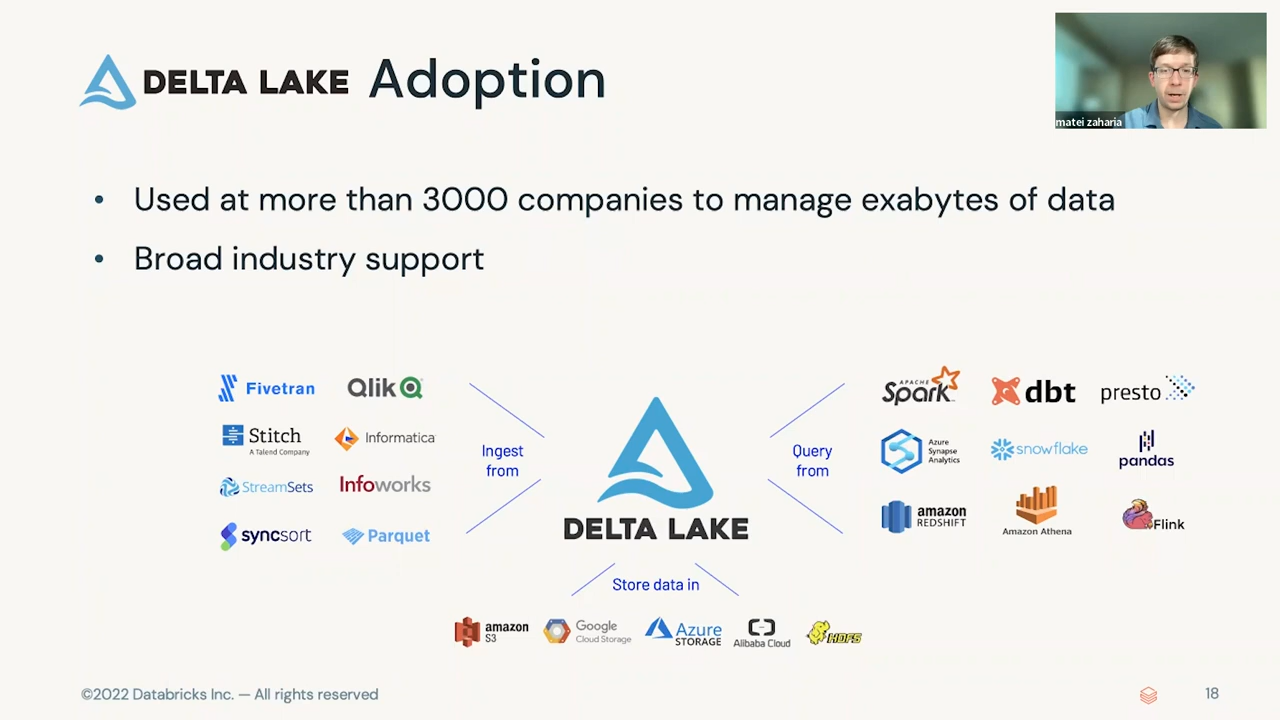 DELTA LAKE Adoption
matei zaharia
• Used at more than 3000 companies to manage exabytes of data
• Broad industry support
Fivetran
Qlik
Stitch
A Talend Company
Informatica
StreamSets
Infoworks
syncsort
Parquet
Ingest
from
DELTA LAKE
Query
from
APACHE
Spark™
dbt
presto
Azure
Synapse
Analytics
snowflake
pandas
amazon
REDSHIFT
Amazon Athena
Flink
Store data in
amazon
S3
Google
Cloud Storage
Azure
STORAGE
Alibaba Cloud
HDFS
©2022 Databricks Inc. — All rights reserved
18